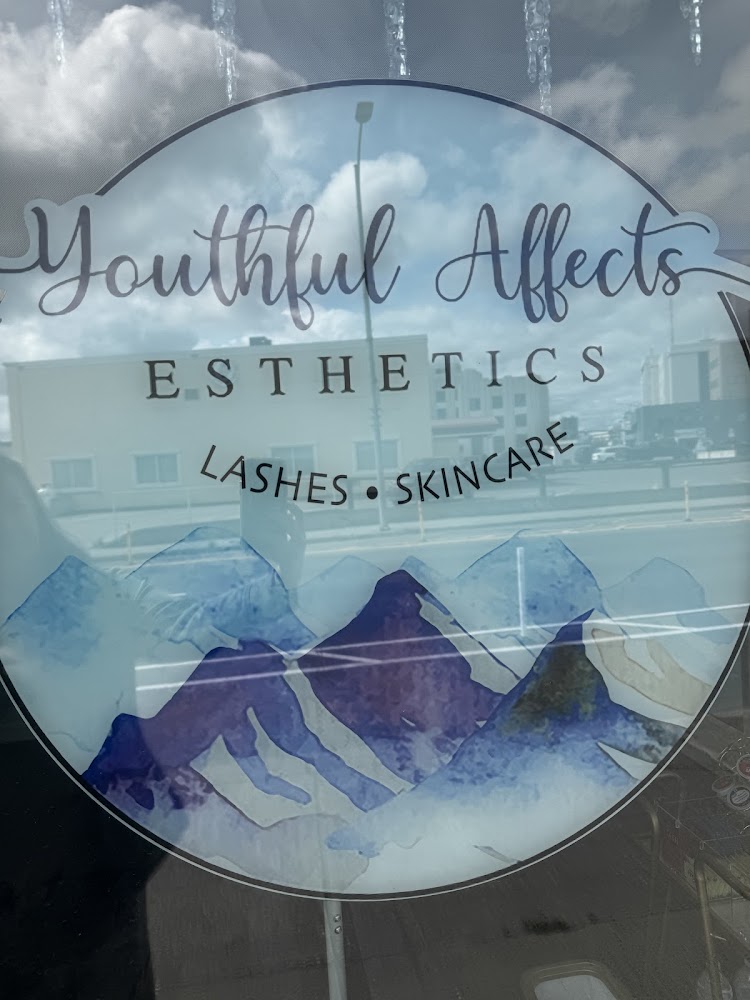 Youthful Affects
ESTHETICS
LASHES • SKINCARE